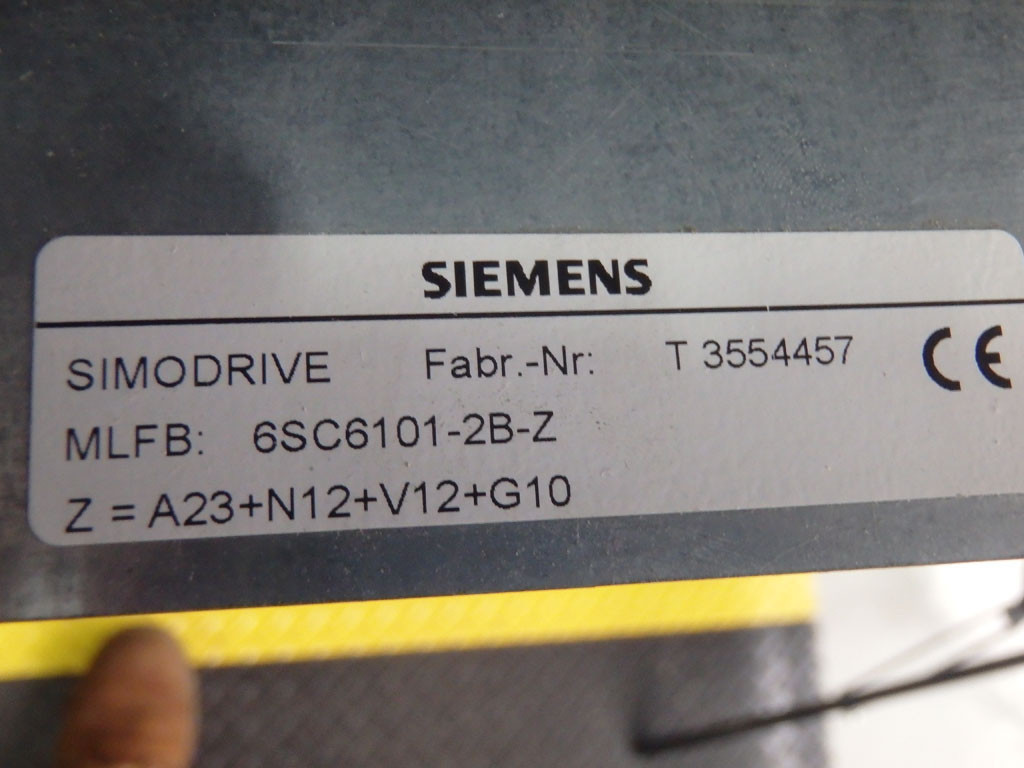 SIEMENS
SIMODRIVE Fabr.-Nr: T 3554457 CE
MLFB: 6SC6101-2B-Z
Z = A23+N12+V12+G10